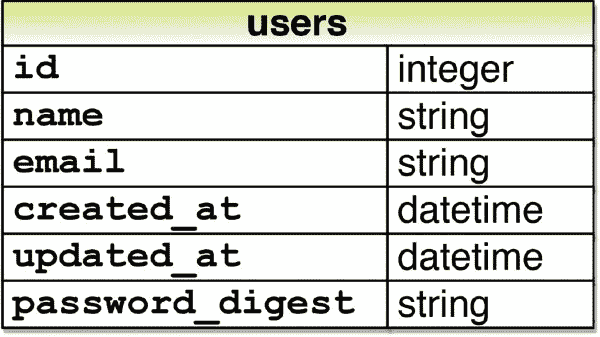 users
id integer
name string
email string
created_at datetime
updated_at datetime
password_digest string